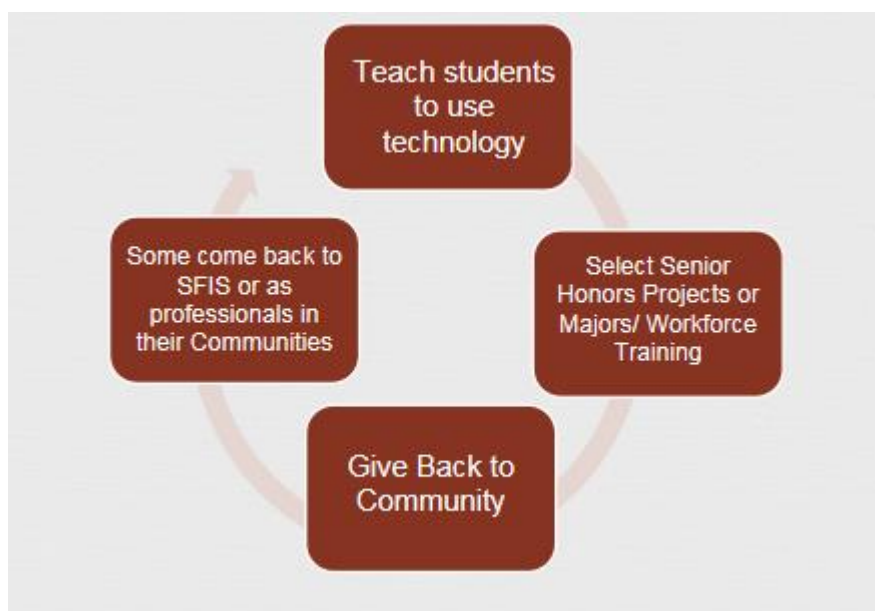 Teach students
to use
technology
Select Senior
Honors Projects or
Majors/ Workforce
Training
Give Back to
Community
Some come back to
SFIS or as
professionals in
their Communities